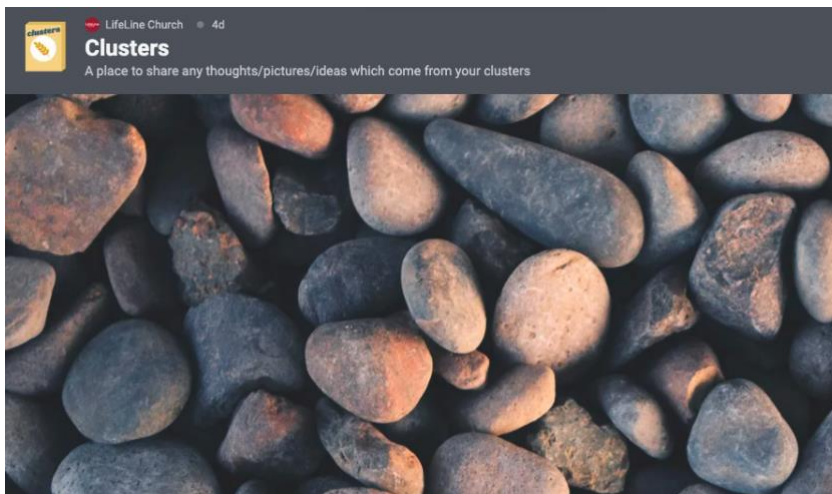 clusters
LifeLine Church 4d
Clusters
A place to share any thoughts/pictures/ideas which come from your clusters